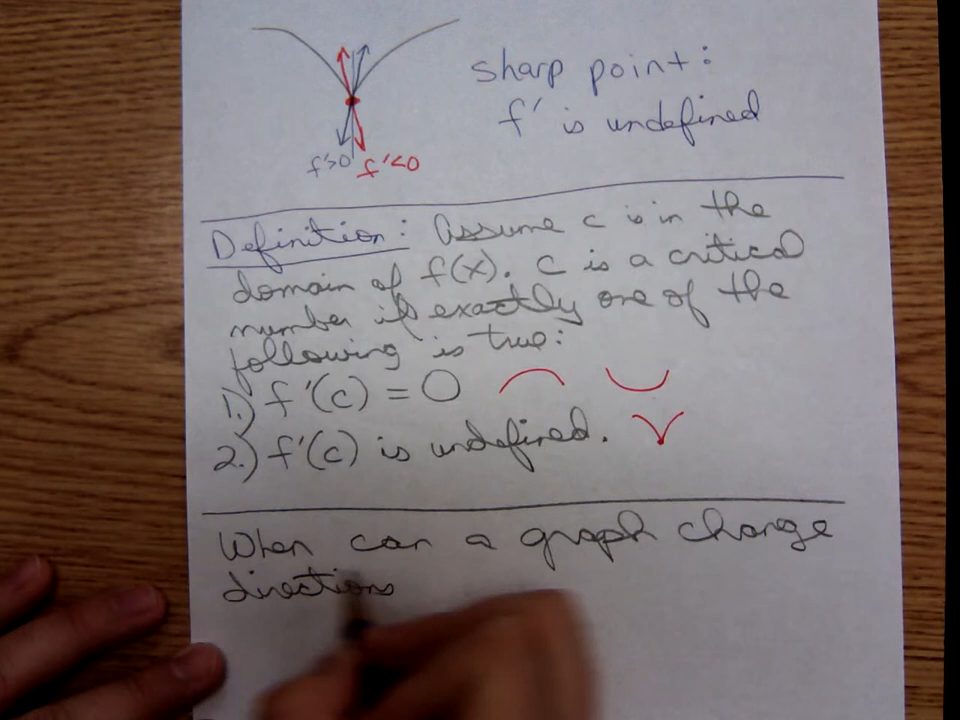 sharp point:
f' is undefined
f'>0 f'<0
Definition: Assume c is in the
domain of f(x). c is a critical
number if exactly one of the
following is true:
1.) f'(c) = 0
2.) f'(c) is undefined.
When can a graph change
directions